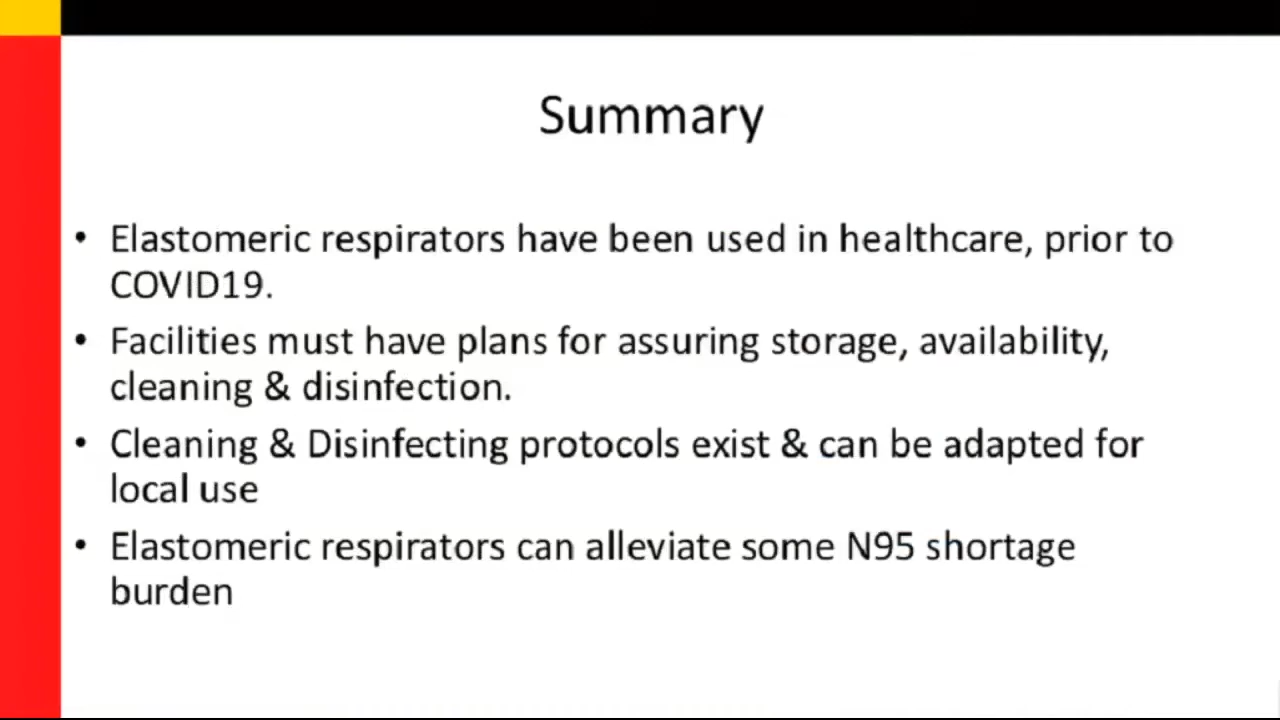 Summary
• Elastomeric respirators have been used in healthcare, prior to
COVID19.
• Facilities must have plans for assuring storage, availability,
cleaning & disinfection.
• Cleaning & Disinfecting protocols exist & can be adapted for
local use
• Elastomeric respirators can alleviate some N95 shortage
burden